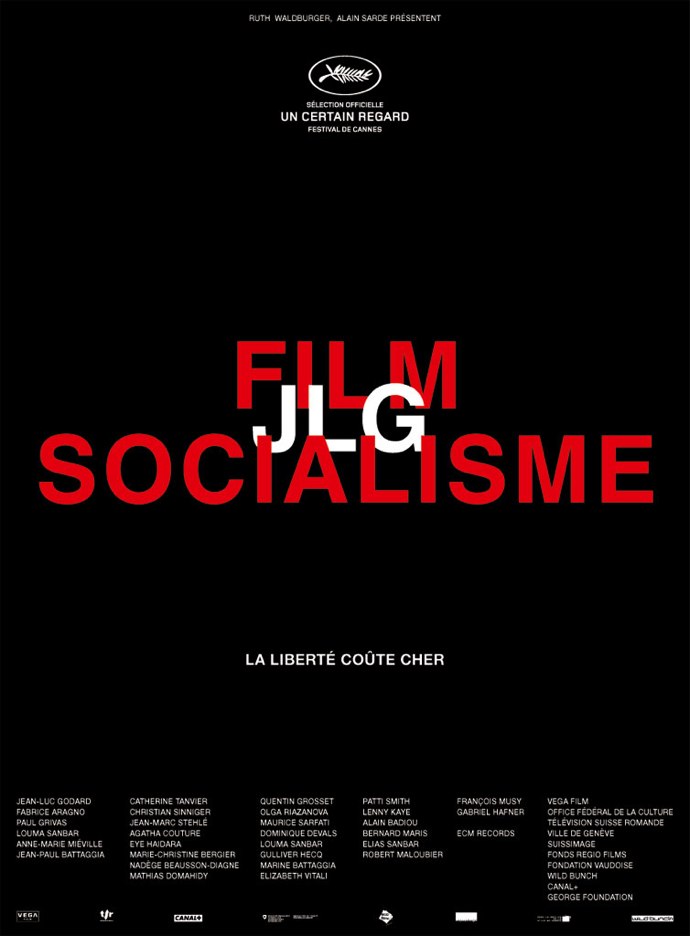 RUTH WALDBURGER, ALAIN SARDE PRÉSENTENT
SÉLECTION OFFICIELLE
UN CERTAIN REGARD
FESTIVAL DE CANNES
FILM
JLG
SOCIALISME
LA LIBERTÉ COÛTE CHER
JEAN-LUC GODARD
FABRICE ARAGNO
PAUL GRIVAS
LOUMA SANBAR
ANNE-MARIE MIÉVILLE
JEAN-PAUL BATTAGGIA
CATHERINE TANVIER
CHRISTIAN SINNIGER
JEAN-MARC STEHLÉ
AGATHA COUTURE
EYE HAIDARA
MARIE-CHRISTINE BERGIER
NADÈGE BEAUSSON-DIAGNE
MATHIAS DOMAHIDY
QUENTIN GROSSET
OLGA RIAZANOVA
MAURICE SARFATI
DOMINIQUE DEVALS
LOUMA SANBAR
GULLIVER HECQ
MARINE BATTAGGIA
ELIZABETH VITALI
PATTI SMITH
LENNY KAYE
ALAIN BADIOU
BERNARD MARIS
ELIAS SANBAR
ROBERT MALOUBIER
FRANÇOIS MUSY
GABRIEL HAFNER
ECM RECORDS
VEGA FILM
OFFICE FÉDÉRAL DE LA CULTURE
TÉLÉVISION SUISSE ROMANDE
VILLE DE GENÈVE
SUISSIMAGE
FONDS REGIO FILMS
FONDATION VAUDOISE
WILD BUNCH
CANAL+
GEORGE FOUNDATION
VEGA
CANAL+
wild bunch